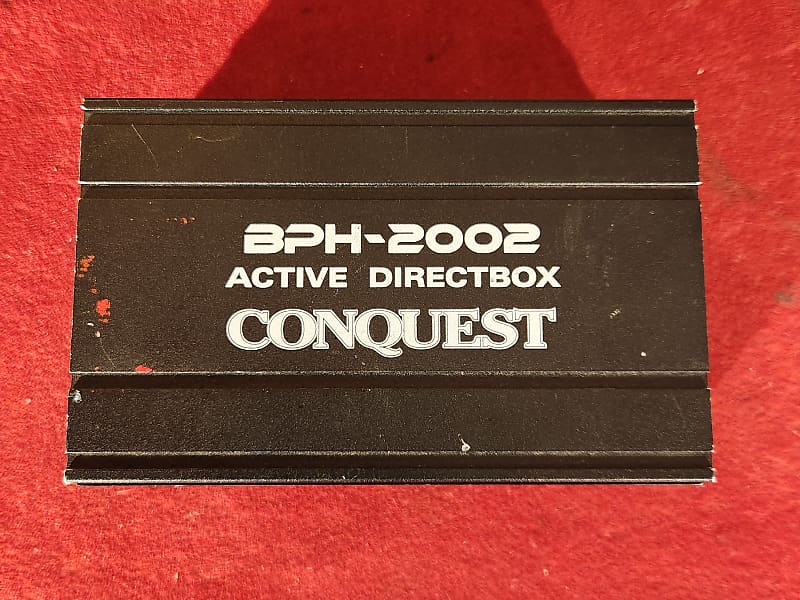 BPH-2002
ACTIVE DIRECTBOX
CONQUEST